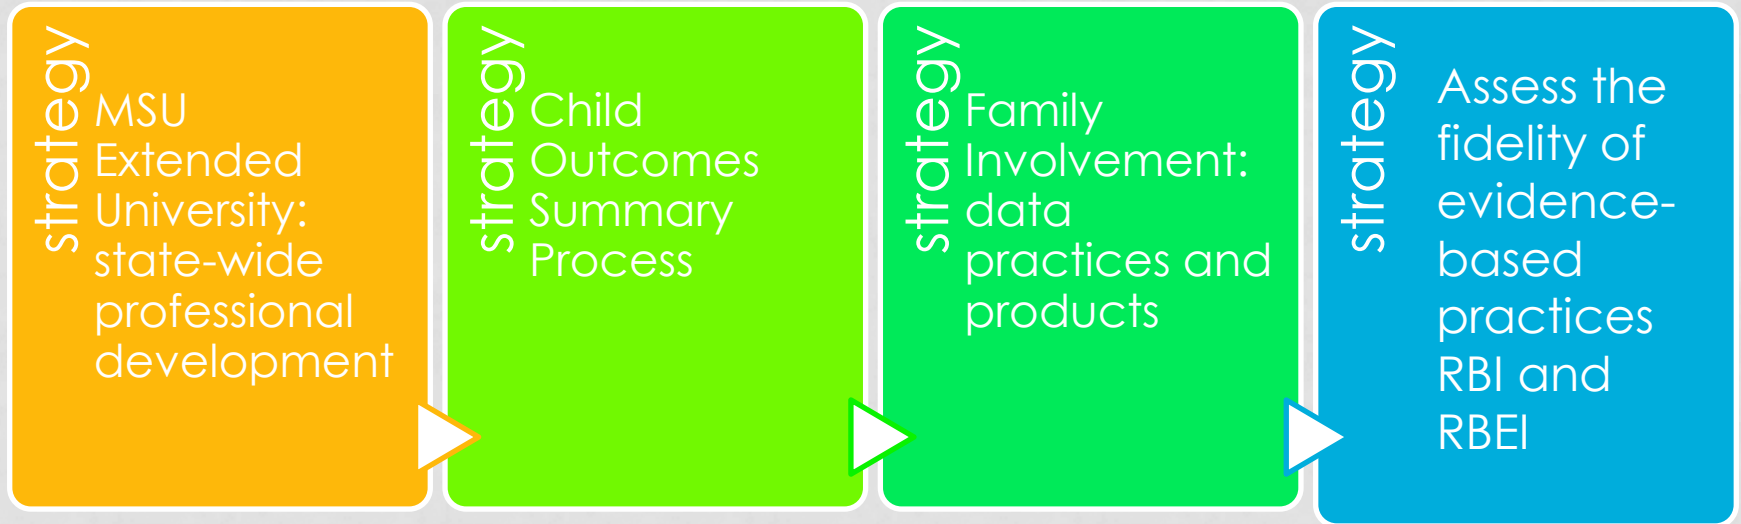 strategy
MSU
Extended
University:
state-wide
professional
development
strategy
Child
Outcomes
Summary
Process
strategy
Family
Involvement:
data
practices and
products
strategy
Assess the
fidelity of
evidence-
based
practices
RBI and
RBEI